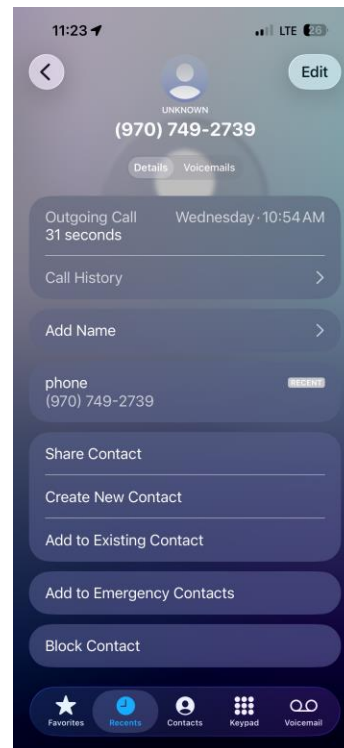 11:23
LTE 26
Edit
UNKNOWN
(970) 749-2739
Details Voicemails
Outgoing Call Wednesday · 10:54 AM
31 seconds
Call History
Add Name
phone RECENT
(970) 749-2739
Share Contact
Create New Contact
Add to Existing Contact
Add to Emergency Contacts
Block Contact
Favorites Recents Contacts Keypad Voicemail